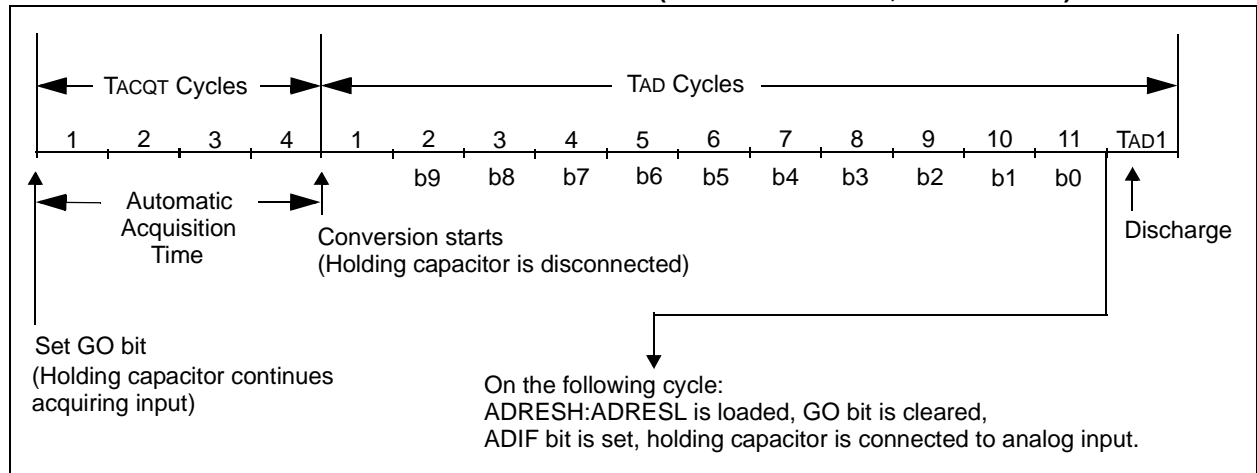 TACQT Cycles
TAD Cycles
1 2 3 4 1 2 3 4 5 6 7 8 9 10 11 TAD1
b9 b8 b7 b6 b5 b4 b3 b2 b1 b0
Automatic
Acquisition
Time
Conversion starts
(Holding capacitor is disconnected)
Discharge
Set GO bit
(Holding capacitor continues
acquiring input)
On the following cycle:
ADRESH:ADRESL is loaded, GO bit is cleared,
ADIF bit is set, holding capacitor is connected to analog input.